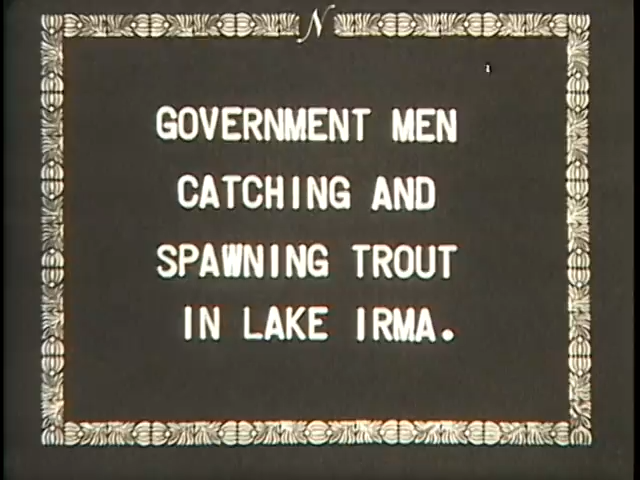 N
GOVERNMENT MEN
CATCHING AND
SPAWNING TROUT
IN LAKE IRMA.